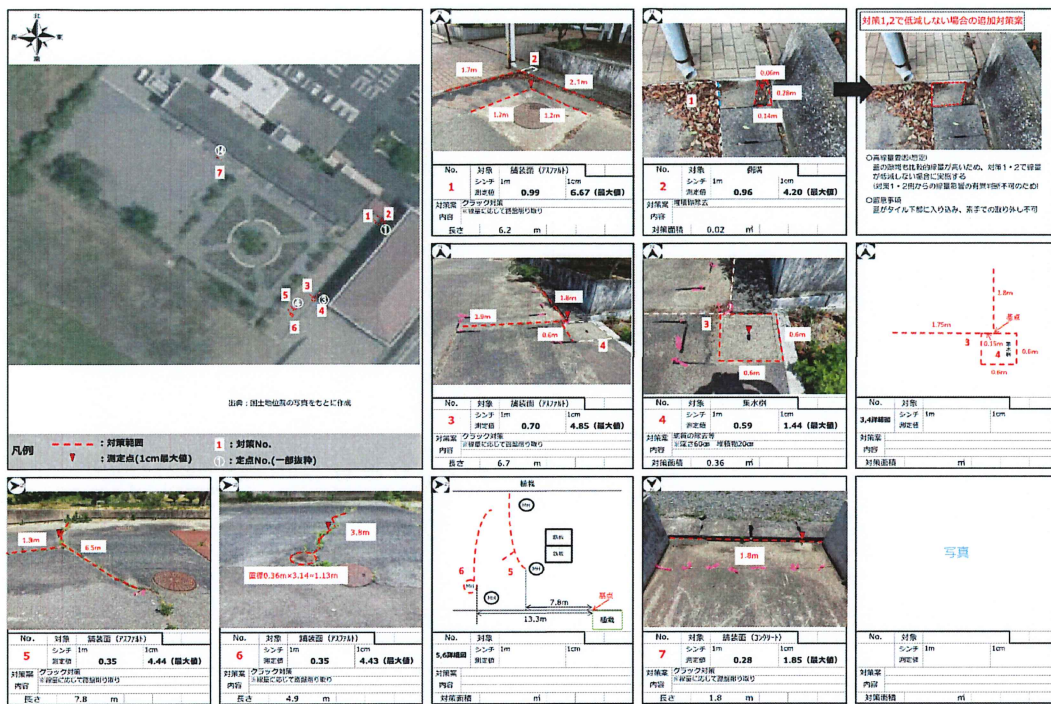 北
西
東
南
1
2
①
⑭
7
3
③
5
④
4
6
出典：国土地理院の写真をもとに作成
凡例
：対策範囲
1
：対策No.
：測定点(1cm最大値)
①
：定点No.(一部抜粋)
2
1.7m
2.1m
1.2m
1.2m
No.
対象
舗装面（アスファルト）
1
シンチ
1m
1cm
測定値
0.99
6.67 (最大値)
対策案
内容
クラック対策
※線量に応じて路盤削り取り
長さ
6.2
m
1
0.06m
0.28m
0.14m
No.
対象
側溝
2
シンチ
1m
1cm
測定値
0.96
4.20 (最大値)
対策案
内容
堆積物除去
対策面積
0.02
㎡
対策1,2で低減しない場合の追加対策案
○高線量要因(想定)
蓋の隙間も比較的線量が高いため、対策1・2で線量
が低減しない場合に実施する
(対策1・2側からの線量影響の有無判断不可のため)
○留意事項
蓋がタイル下部に入り込み、素手での取り外し不可
1.8m
0.6m
4
No.
対象
舗装面（アスファルト）
3
シンチ
1m
1cm
測定値
0.70
4.85 (最大値)
対策案
内容
クラック対策
※線量に応じて路盤削り取り
長さ
6.7
m
3
0.6m
0.6m
No.
対象
集水桝
4
シンチ
1m
1cm
測定値
0.59
1.44 (最大値)
対策案
内容
※深さ60㎝　堆積物20㎝
対策面積
0.36
㎡
1.8m
基点
1.75m
3
0.15m
4
集水桝
0.6m
0.6m
No.
対象
シンチ
1m
1cm
測定値
3,4詳細図
対策案
内容
対策面積
㎡
6.5m
No.
対象
舗装面（アスファルト）
5
シンチ
1m
1cm
測定値
0.35
4.44 (最大値)
対策案
内容
クラック対策
※線量に応じて路盤削り取り
長さ
7.8
m
3.8m
直径0.36m×3.14=1.13m
No.
対象
舗装面（アスファルト）
6
シンチ
1m
1cm
測定値
0.35
4.43 (最大値)
対策案
内容
クラック対策
※線量に応じて路盤削り取り
長さ
4.9
m
植栽
6
5
7.8m
基点
13.3m
植栽
No.
対象
シンチ
1m
1cm
測定値
5,6詳細図
対策案
内容
対策面積
㎡
1.8m
No.
対象
舗装面（コンクリート）
7
シンチ
1m
1cm
測定値
0.28
1.85 (最大値)
対策案
内容
クラック対策
※線量に応じて路盤削り取り
長さ
1.8
m
写真
No.
対象
シンチ
1m
1cm
測定値
対策案
内容
対策面積
㎡